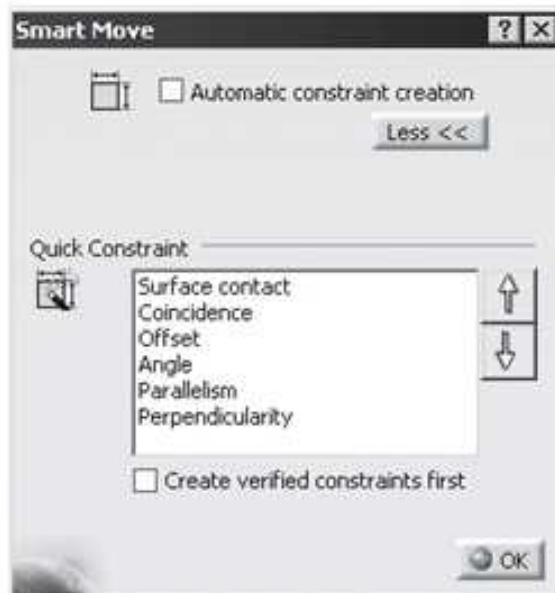 Smart Move ? ×
Automatic constraint creation
Less <<
Quick Constraint
Surface contact
Coincidence
Offset
Angle
Parallelism
Perpendicularity
Create verified constraints first
OK